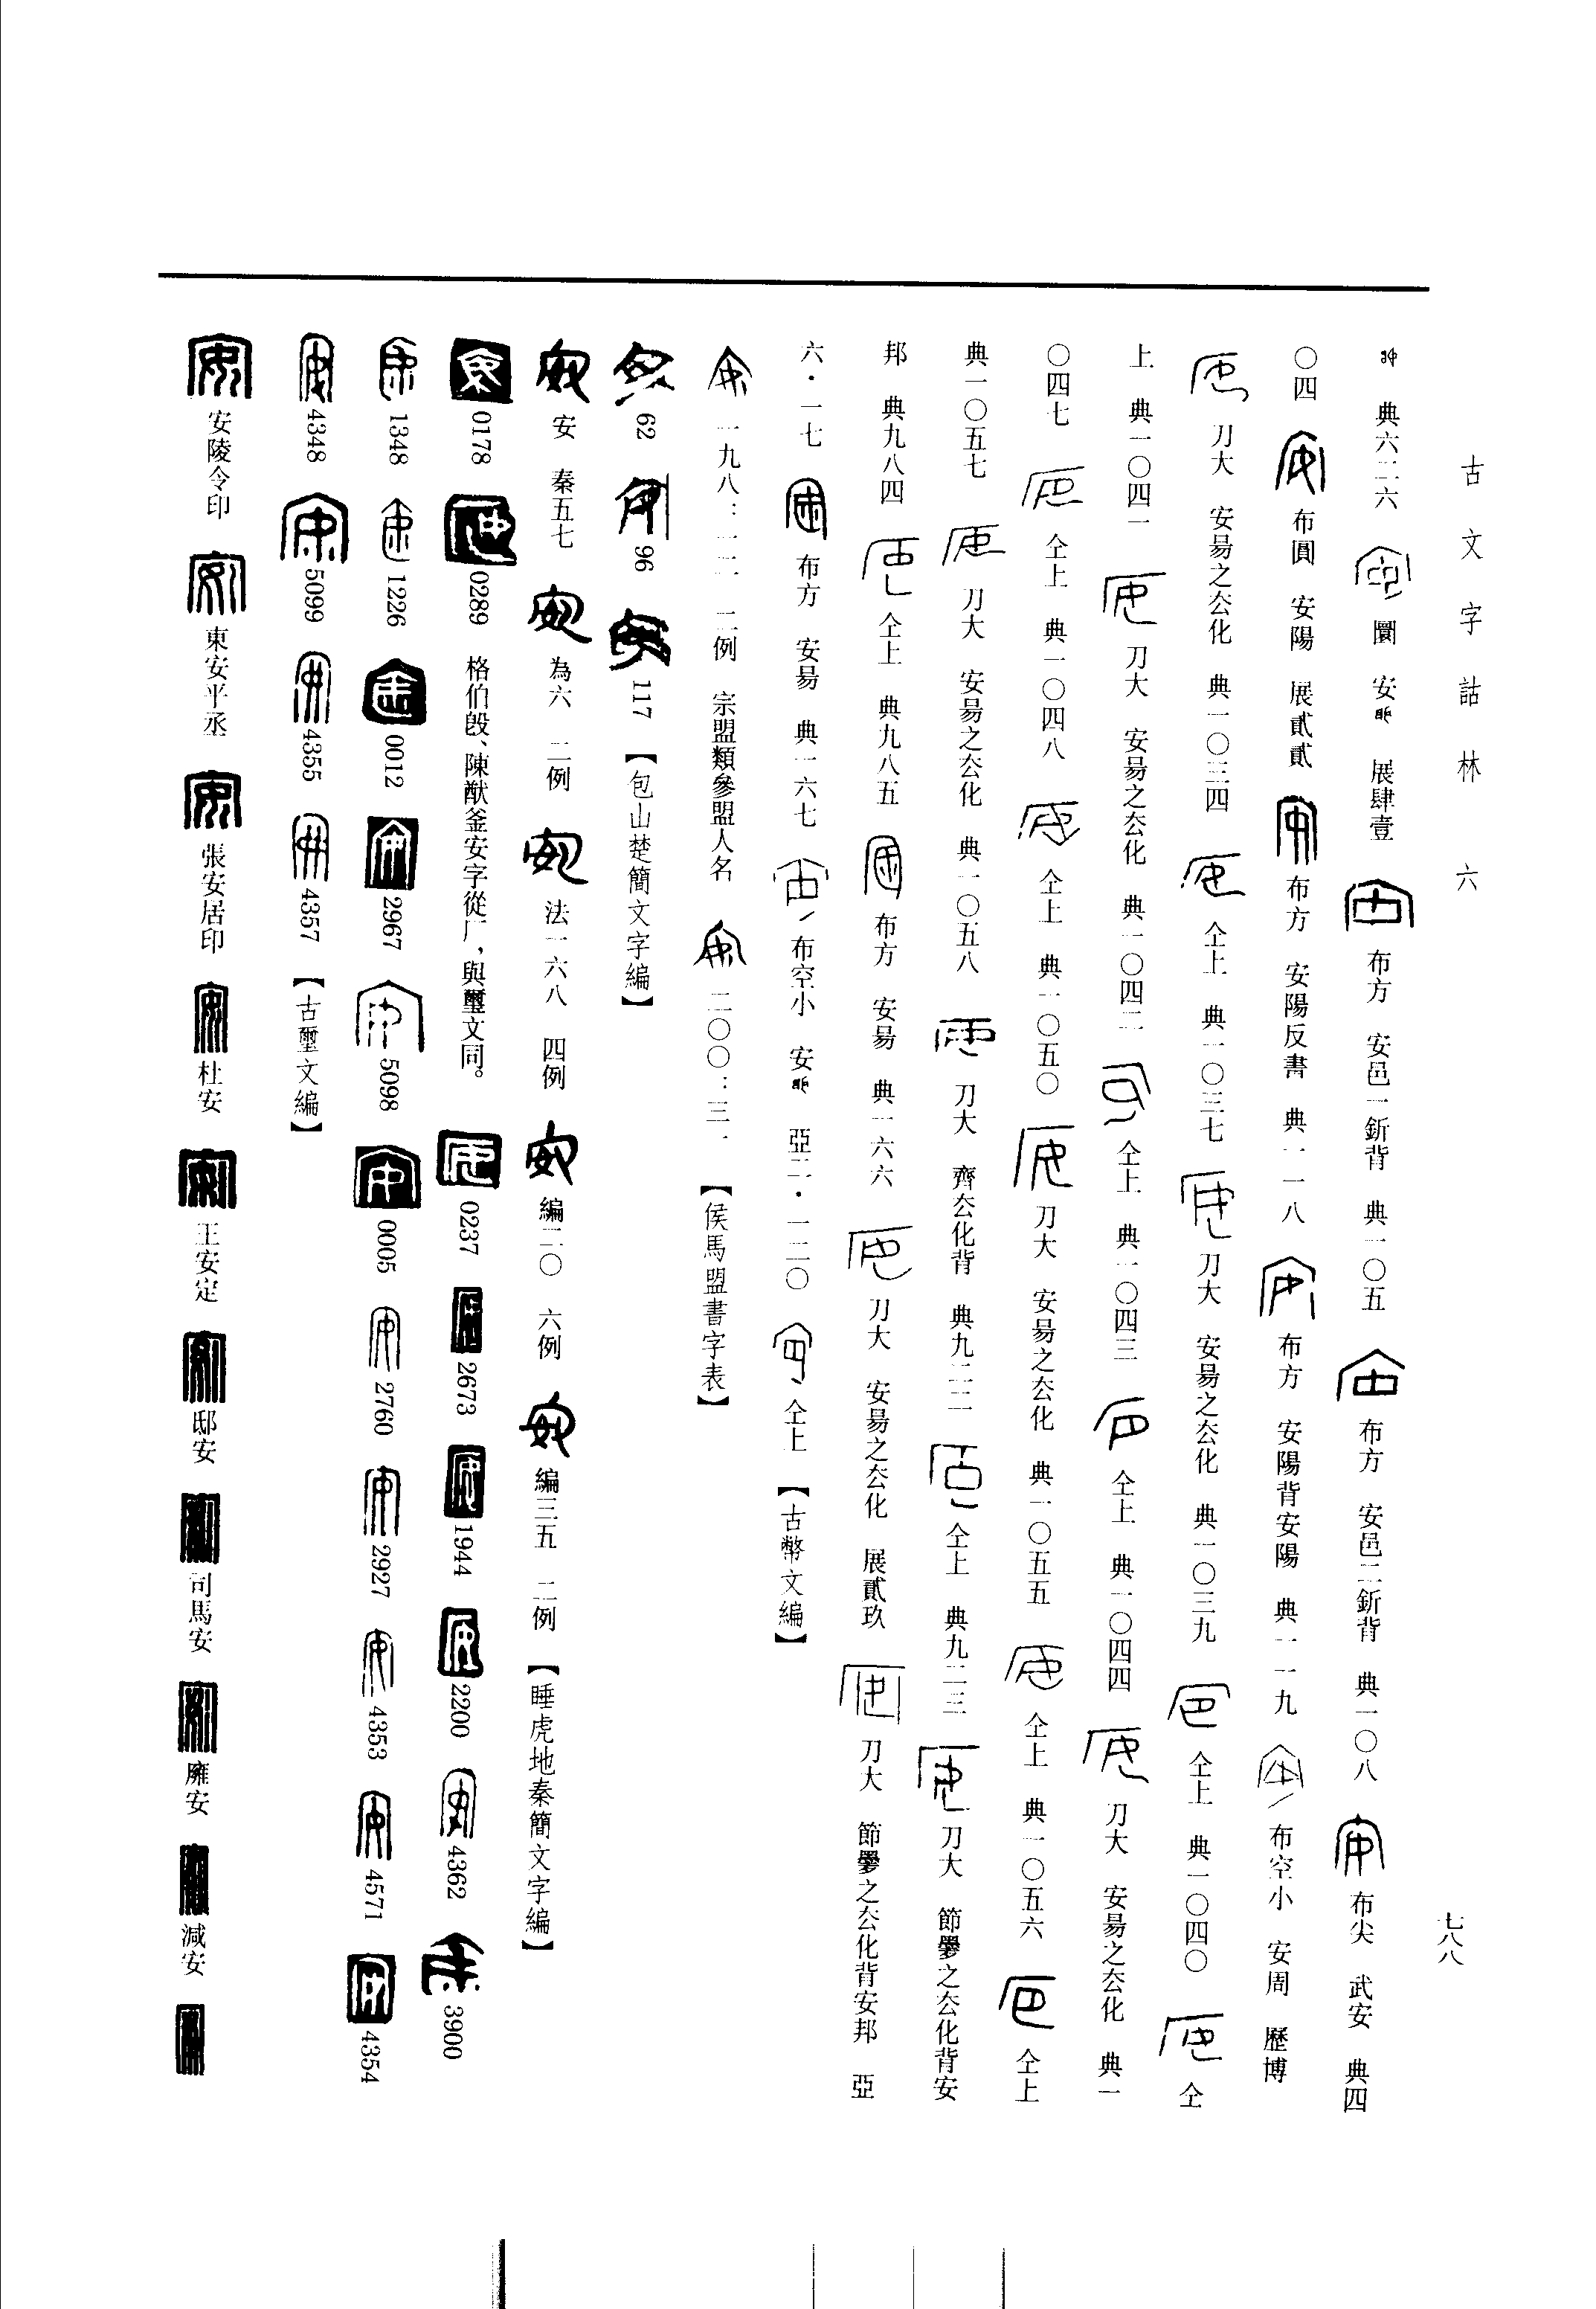 古文字詁林 六
七八八
典六二六 圜 安 展肆壹 布方 安邑一釿背 典一〇五 布方 安邑二釿背 典一〇八 布尖 武安 典四
〇四 布圓 安陽 展貳貳 布方 安陽反書 典一一八 布方 安陽背安陽 典一一九 布空小 安周 歷博
刀大 安昜之厺化 典一〇三四 仝上 典一〇三七 刀大 安昜之厺化 典一〇三九 仝上 典一〇四〇 仝
上 典一〇四一 刀大 安昜之厺化 典一〇四二 仝上 典一〇四三 仝上 典一〇四四 刀大 安昜之厺化 典一
〇四七 仝上 典一〇四八 仝上 典一〇五〇 刀大 安昜之厺化 典一〇五五 仝上 典一〇五六 仝上
典一〇五七 刀大 安昜之厺化 典一〇五八 刀大 齊厺化背 典九二二 仝上 典九二三 刀大 節之厺化背安
邦 典九八四 仝上 典九八五 布方 安昜 典一六六 刀大 安昜之厺化 展貳玖 刀大 節之厺化背安邦 亞
六·一七 布方 安昜 典一六七 布空小 安 亞二·一二〇 仝上 【古幣文編】
一九八：一二 二例 宗盟類參盟人名 二〇〇：三一 【侯馬盟書字表】
62 96 117 【包山楚簡文字編】
安 秦五七 為六 二例 法一六八 四例 編二〇 六例 編三五 二例 【睡虎地秦簡文字編】
0178 0289 格伯𣪘、陳猷釜安字從厂，與璽文同。 0237 2673 1944 2200 4362 3900
1348 1226 0012 2967 5098 0005 2760 2927 4353 4571 4354
4348 5099 4355 4357 【古璽文編】
安陵令印 東安平丞 張安居印 杜安 王安定 邸安 司馬安 廱安 減安